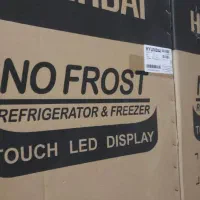 NO FROST
REFRIGERATOR & FREEZER
TOUCH LED DISPLAY